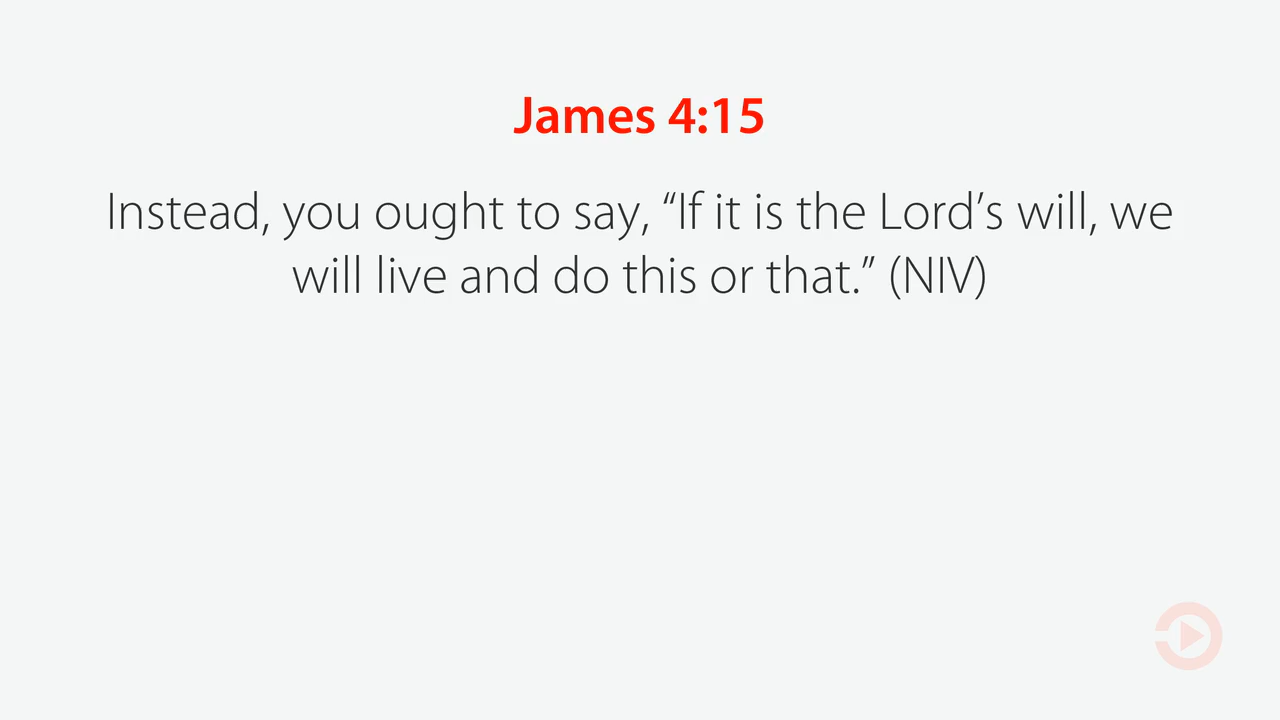 James 4:15
Instead, you ought to say, “If it is the Lord’s will, we
will live and do this or that.” (NIV)